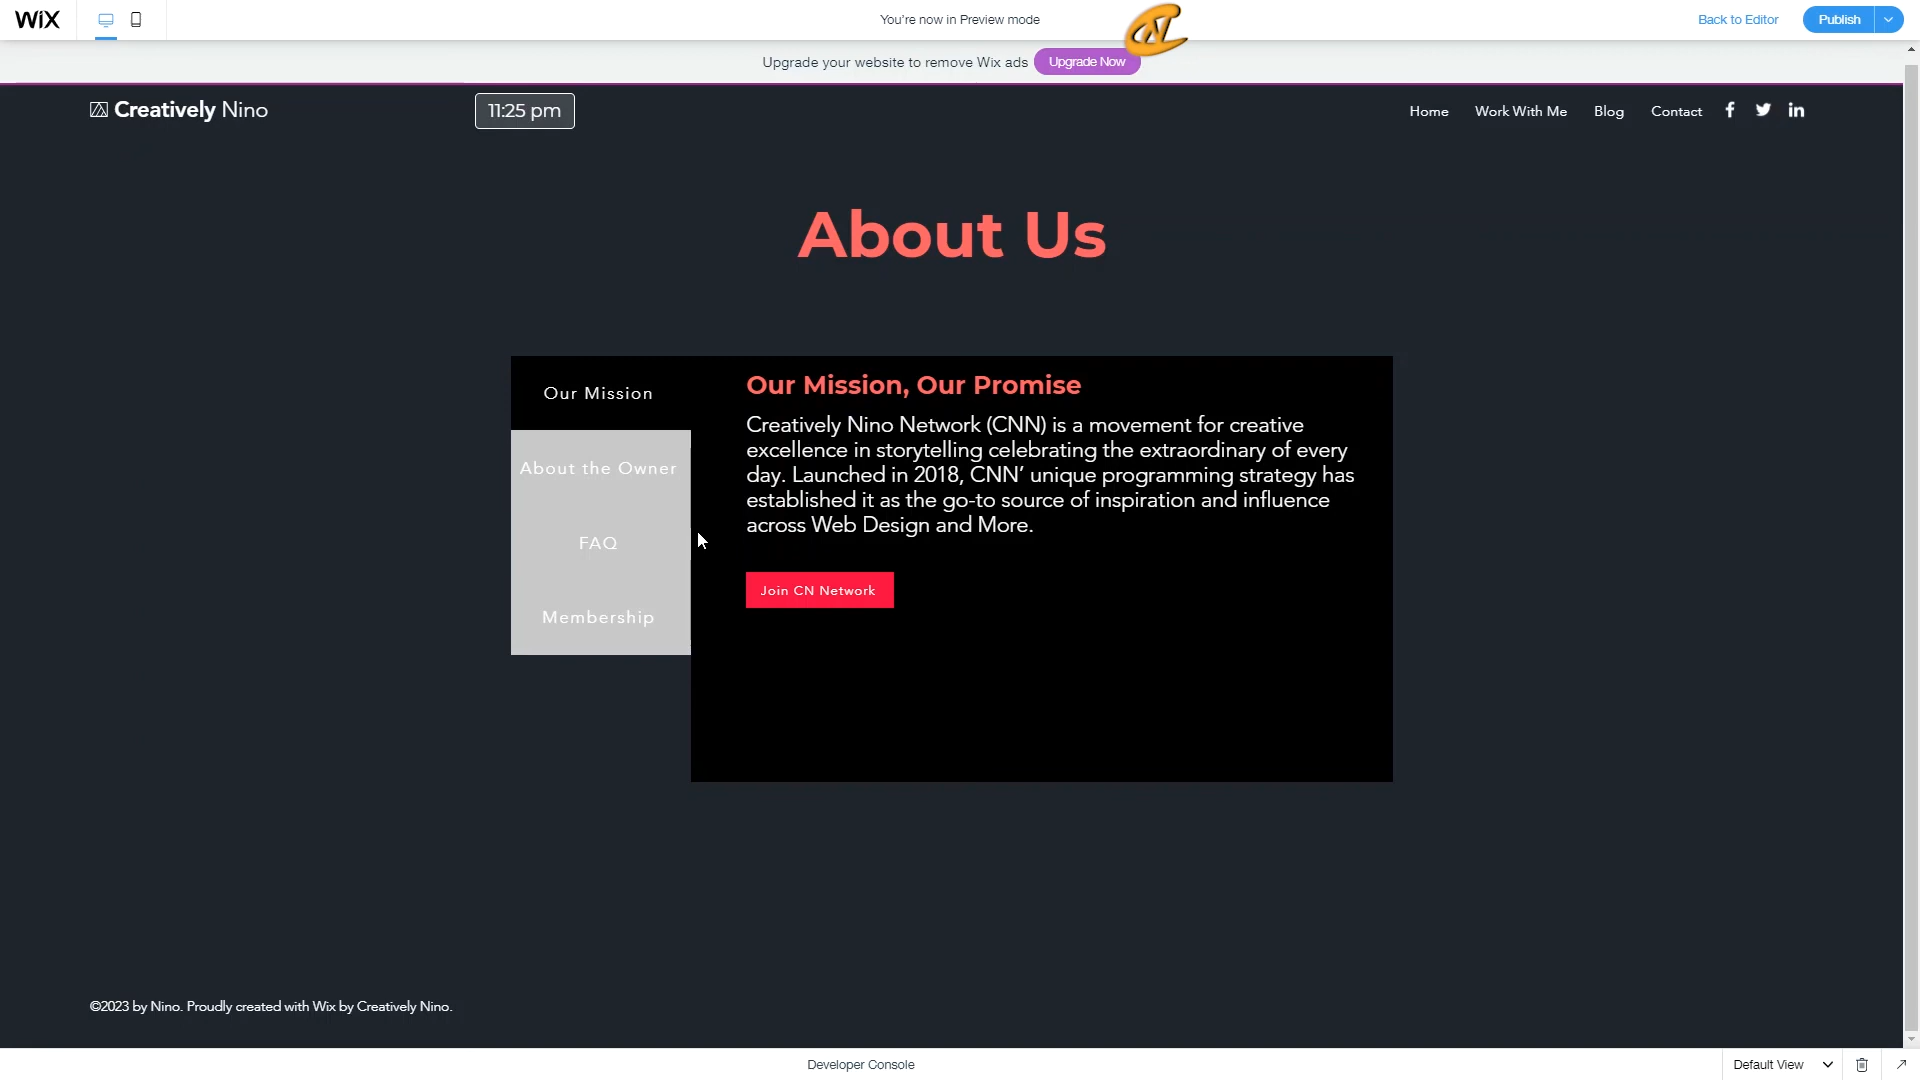 WiX
You're now in Preview mode
Back to Editor
Publish
Upgrade your website to remove Wix ads
Upgrade Now
Creatively Nino
11:25 pm
Home
Work With Me
Blog
Contact
About Us
Our Mission
About the Owner
FAQ
Membership
Our Mission, Our Promise
Creatively Nino Network (CNN) is a movement for creative
excellence in storytelling celebrating the extraordinary of every
day. Launched in 2018, CNN’ unique programming strategy has
established it as the go-to source of inspiration and influence
across Web Design and More.
Join CN Network
©2023 by Nino. Proudly created with Wix by Creatively Nino.
Developer Console
Default View